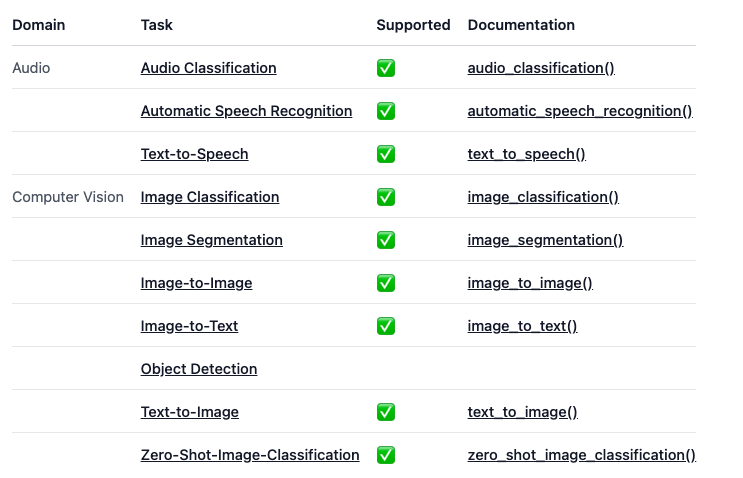 Domain Task Supported Documentation
Audio Audio Classification ✅ audio_classification()
Automatic Speech Recognition ✅ automatic_speech_recognition()
Text-to-Speech ✅ text_to_speech()
Computer Vision Image Classification ✅ image_classification()
Image Segmentation ✅ image_segmentation()
Image-to-Image ✅ image_to_image()
Image-to-Text ✅ image_to_text()
Object Detection
Text-to-Image ✅ text_to_image()
Zero-Shot-Image-Classification ✅ zero_shot_image_classification()